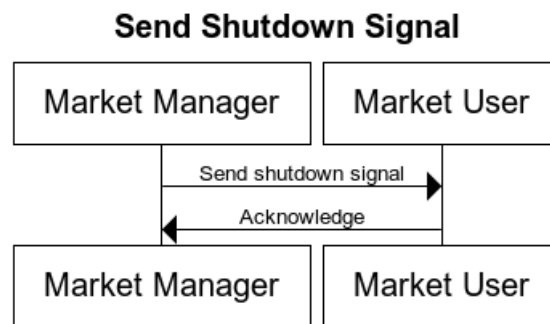 Send Shutdown Signal
Market Manager
Market User
Send shutdown signal
Acknowledge
Market Manager
Market User